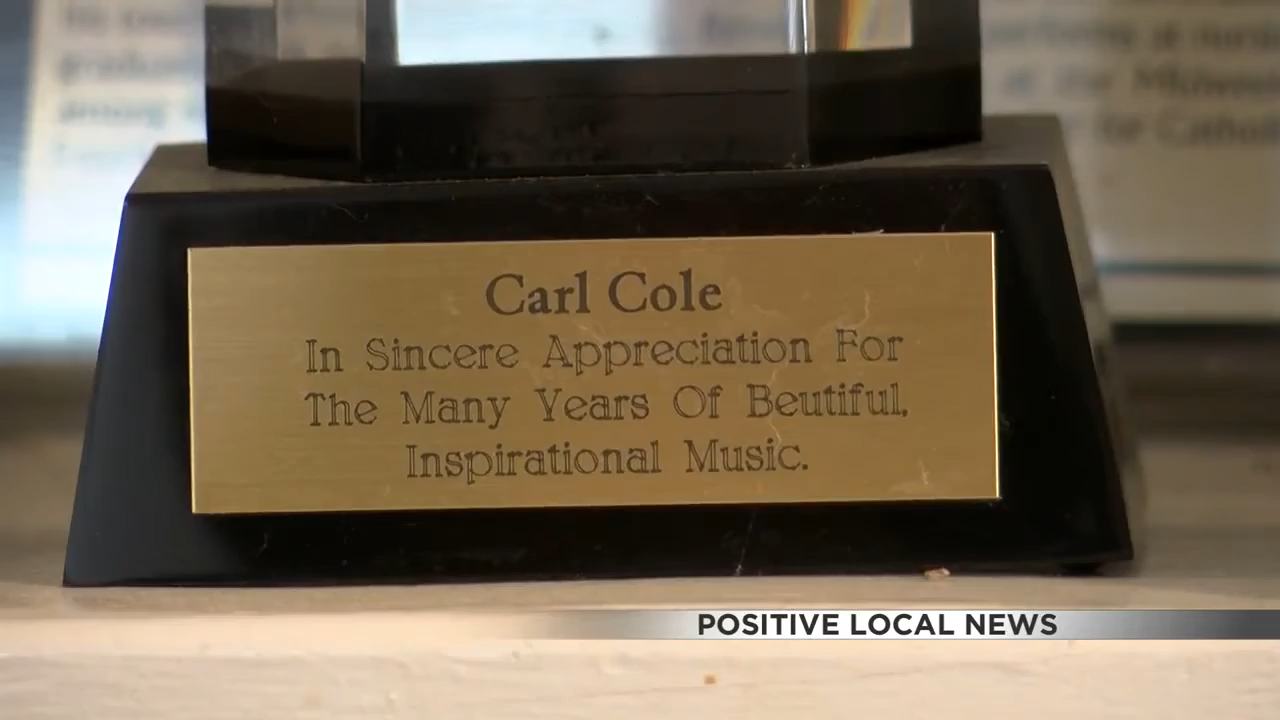 Carl Cole
In Sincere Appreciation For
The Many Years Of Beutiful,
Inspirational Music.
POSITIVE LOCAL NEWS